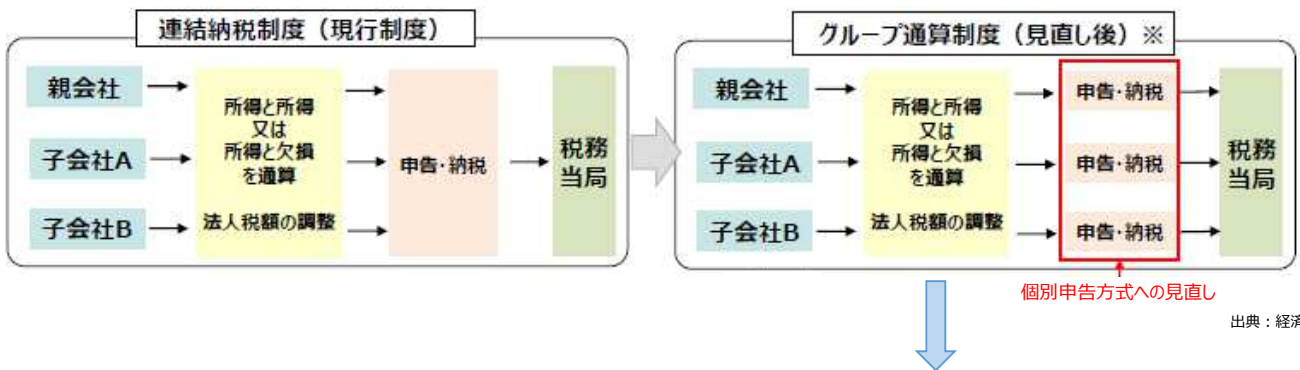 連結納税制度（現行制度）
親会社
子会社A
子会社B
所得と所得
又は
所得と欠損
を通算
法人税額の調整
申告・納税
税務
当局
グループ通算制度（見直し後）※
親会社
子会社A
子会社B
所得と所得
又は
所得と欠損
を通算
法人税額の調整
申告・納税
申告・納税
申告・納税
税務
当局
個別申告方式への見直し
出典：経済